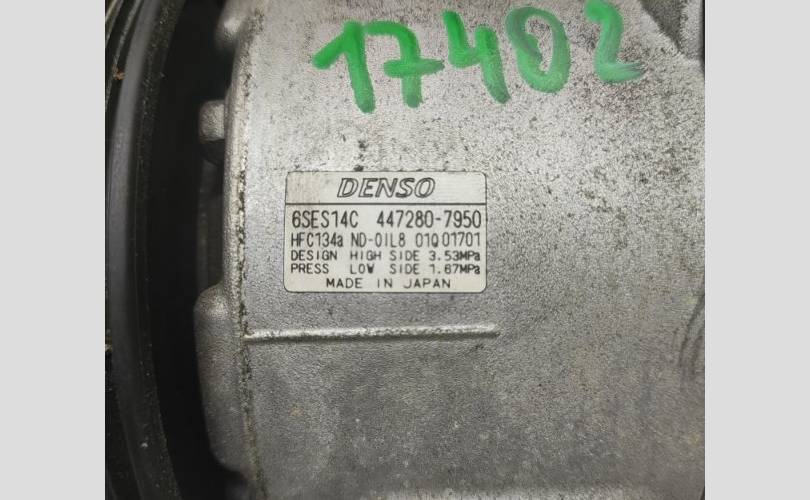 17402
DENSO
6SES14C 447280-7950
HFC134a ND-OIL8 01Q01701
DESIGN HIGH SIDE 3.53MPa
PRESS LOW SIDE 1.67MPa
MADE IN JAPAN